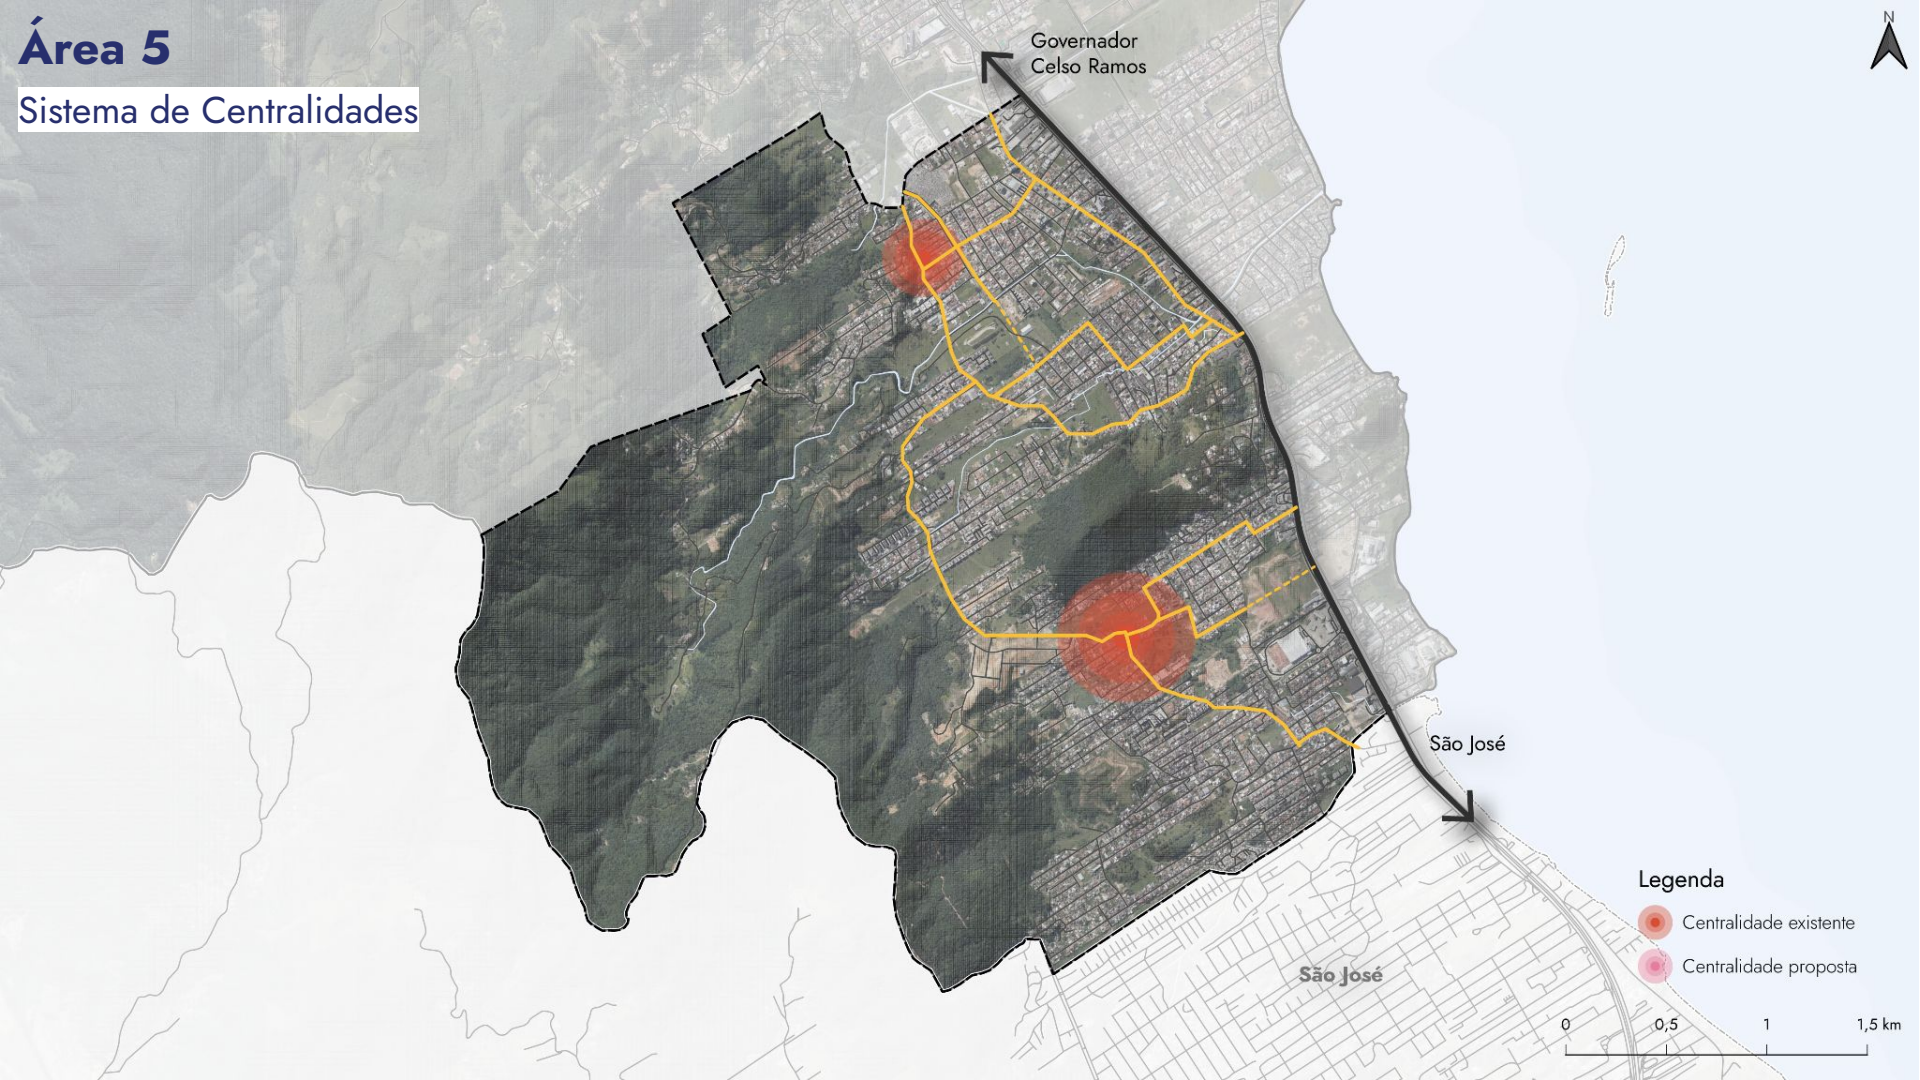 Área 5
Sistema de Centralidades
N
Governador
Celso Ramos
São José
São José
Legenda
Centralidade existente
Centralidade proposta
0 0,5 1 1,5 km